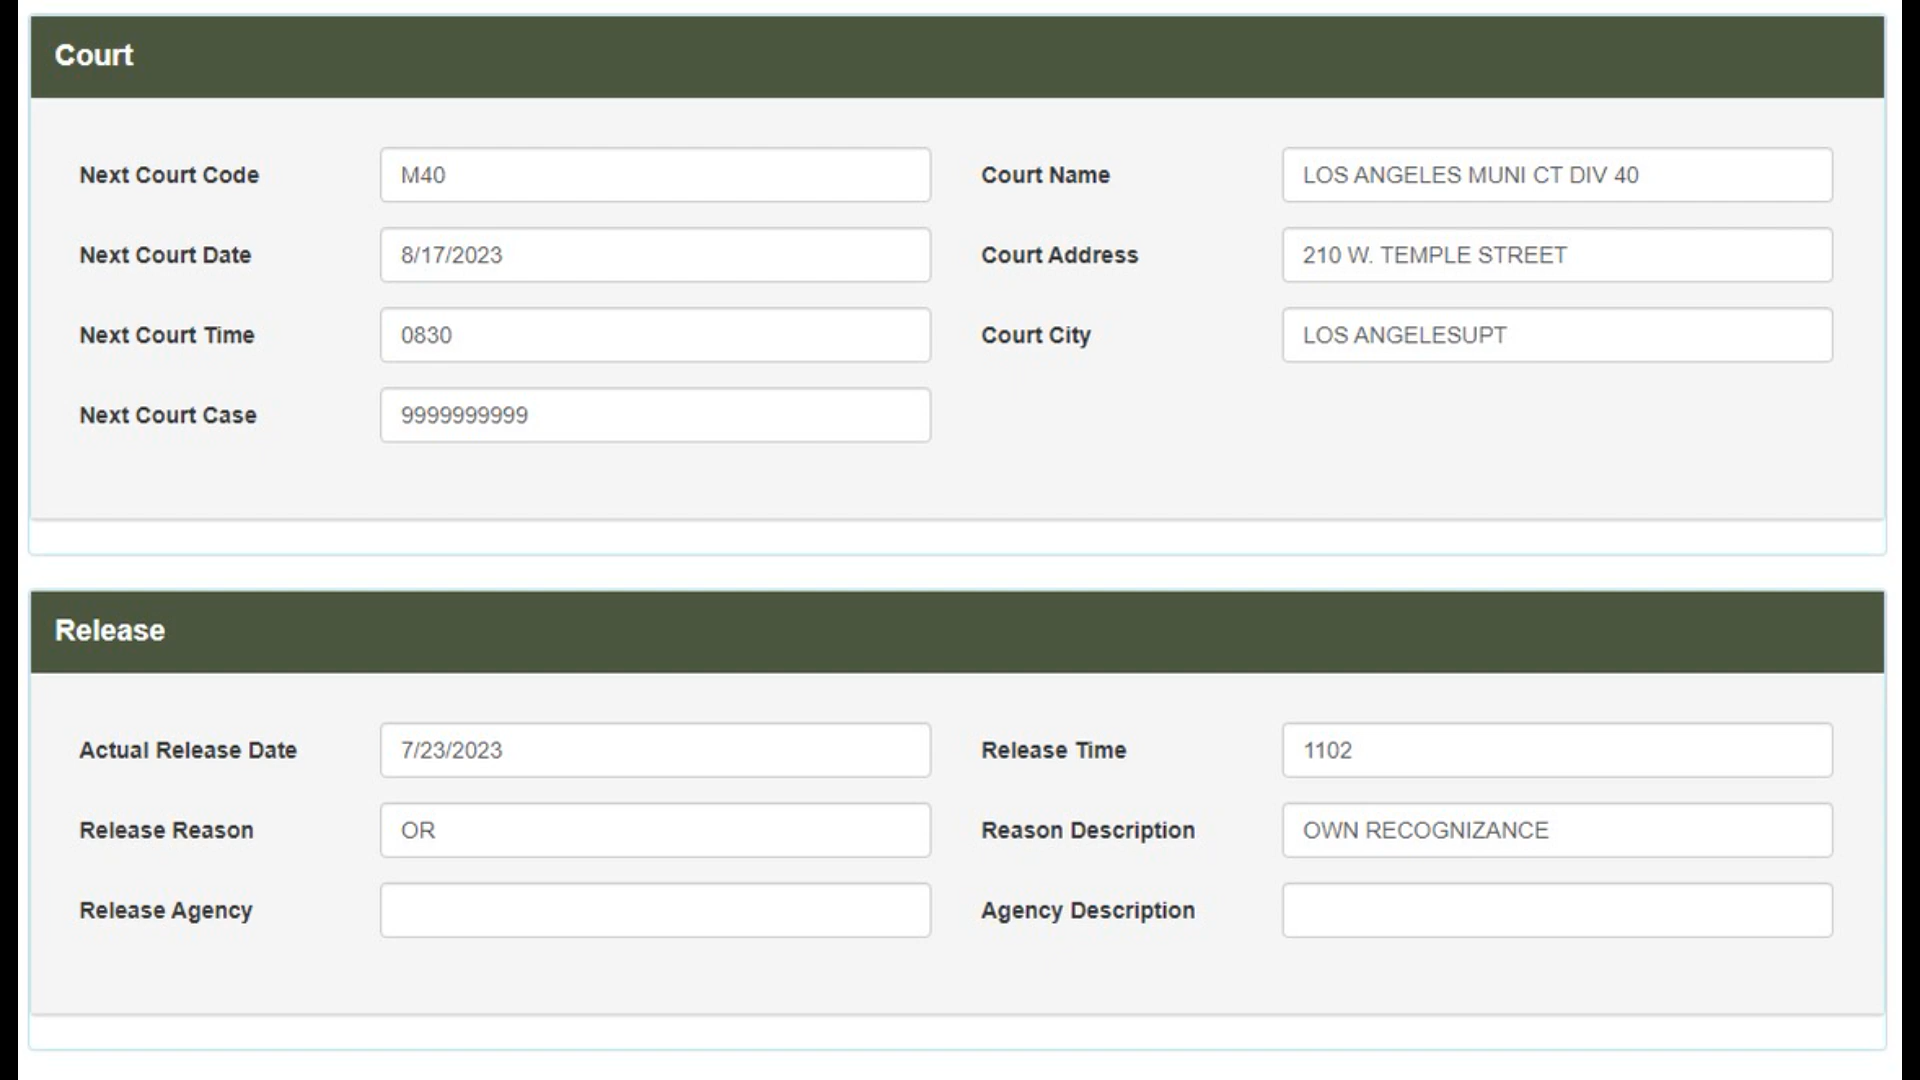 Court
Next Court Code M40 Court Name LOS ANGELES MUNI CT DIV 40
Next Court Date 8/17/2023 Court Address 210 W. TEMPLE STREET
Next Court Time 0830 Court City LOS ANGELESUPT
Next Court Case 9999999999
Release
Actual Release Date 7/23/2023 Release Time 1102
Release Reason OR Reason Description OWN RECOGNIZANCE
Release Agency Agency Description